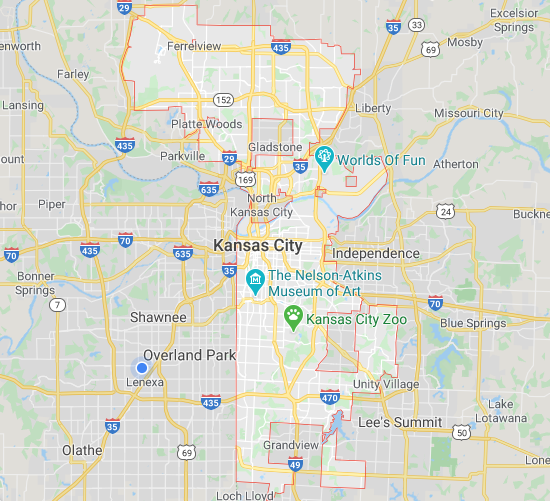 29
Excelsior
Springs
35
33
69
enworth
Ferrelview
435
Mosby
Farley
Lansing
152
Liberty
Missouri City
Platte Woods
435
Gladstone
ount
Parkville
29
35
Worlds Of Fun
Atherton
169
635
North
Kansas City
Piper
24
Buckne
hor
435
70
Kansas City
70
635
Independence
Bonner
Springs
35
The Nelson-Atkins
Museum of Art
7
70
Shawnee
Kansas City Zoo
Blue Springs
Overland Park
Lenexa
Unity Village
435
470
Lake
Lotawana
35
Lee's Summit
50
Olathe
69
Grandview
49
Lone
Loch Lloyd